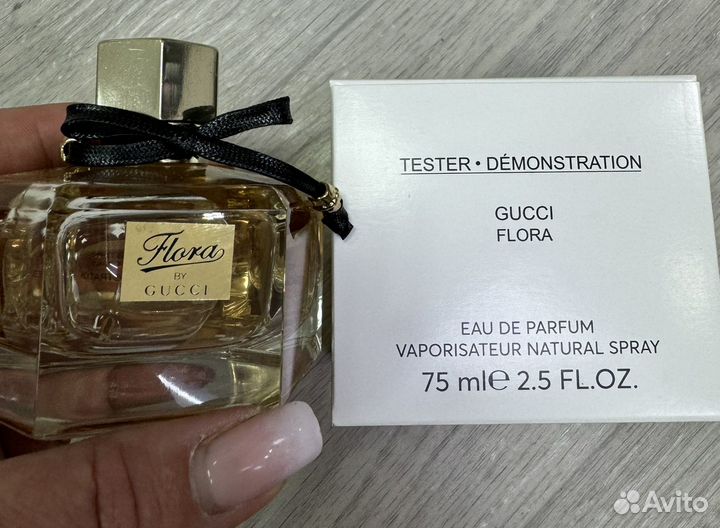 Flora
BY
GUCCI
TESTER • DÉMONSTRATION
GUCCI
FLORA
EAU DE PARFUM
VAPORISATEUR NATURAL SPRAY
75 ml℮ 2.5 FL.OZ.
Avito